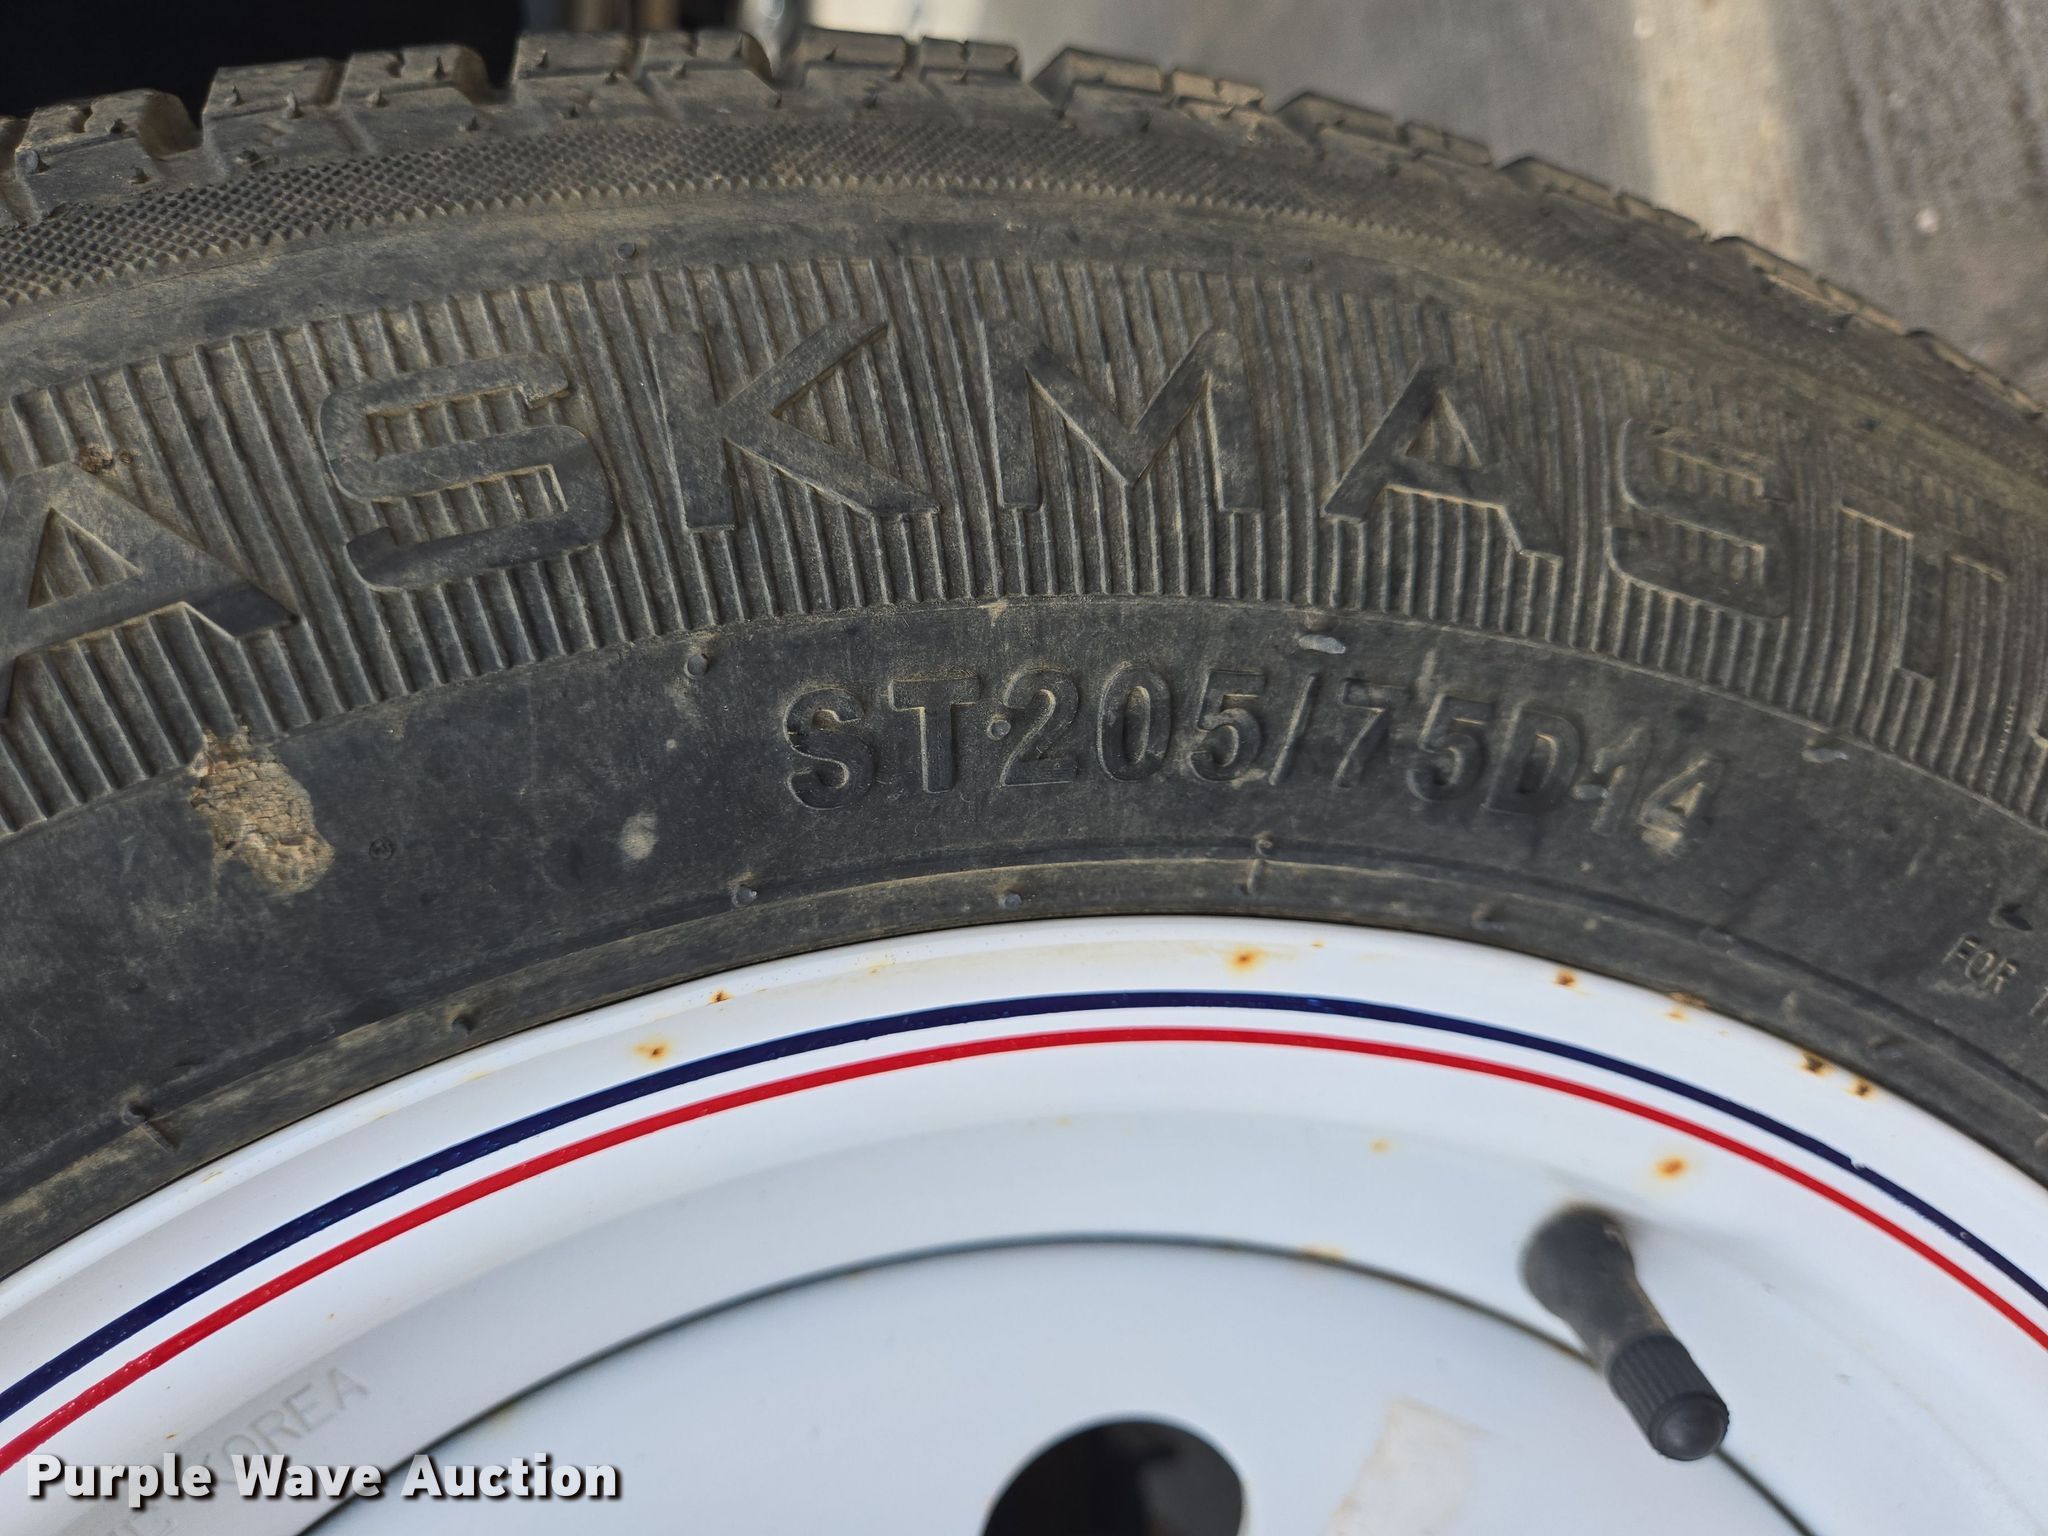 ASKMAST
ST205/75D14
FOR
KOREA
Purple Wave Auction